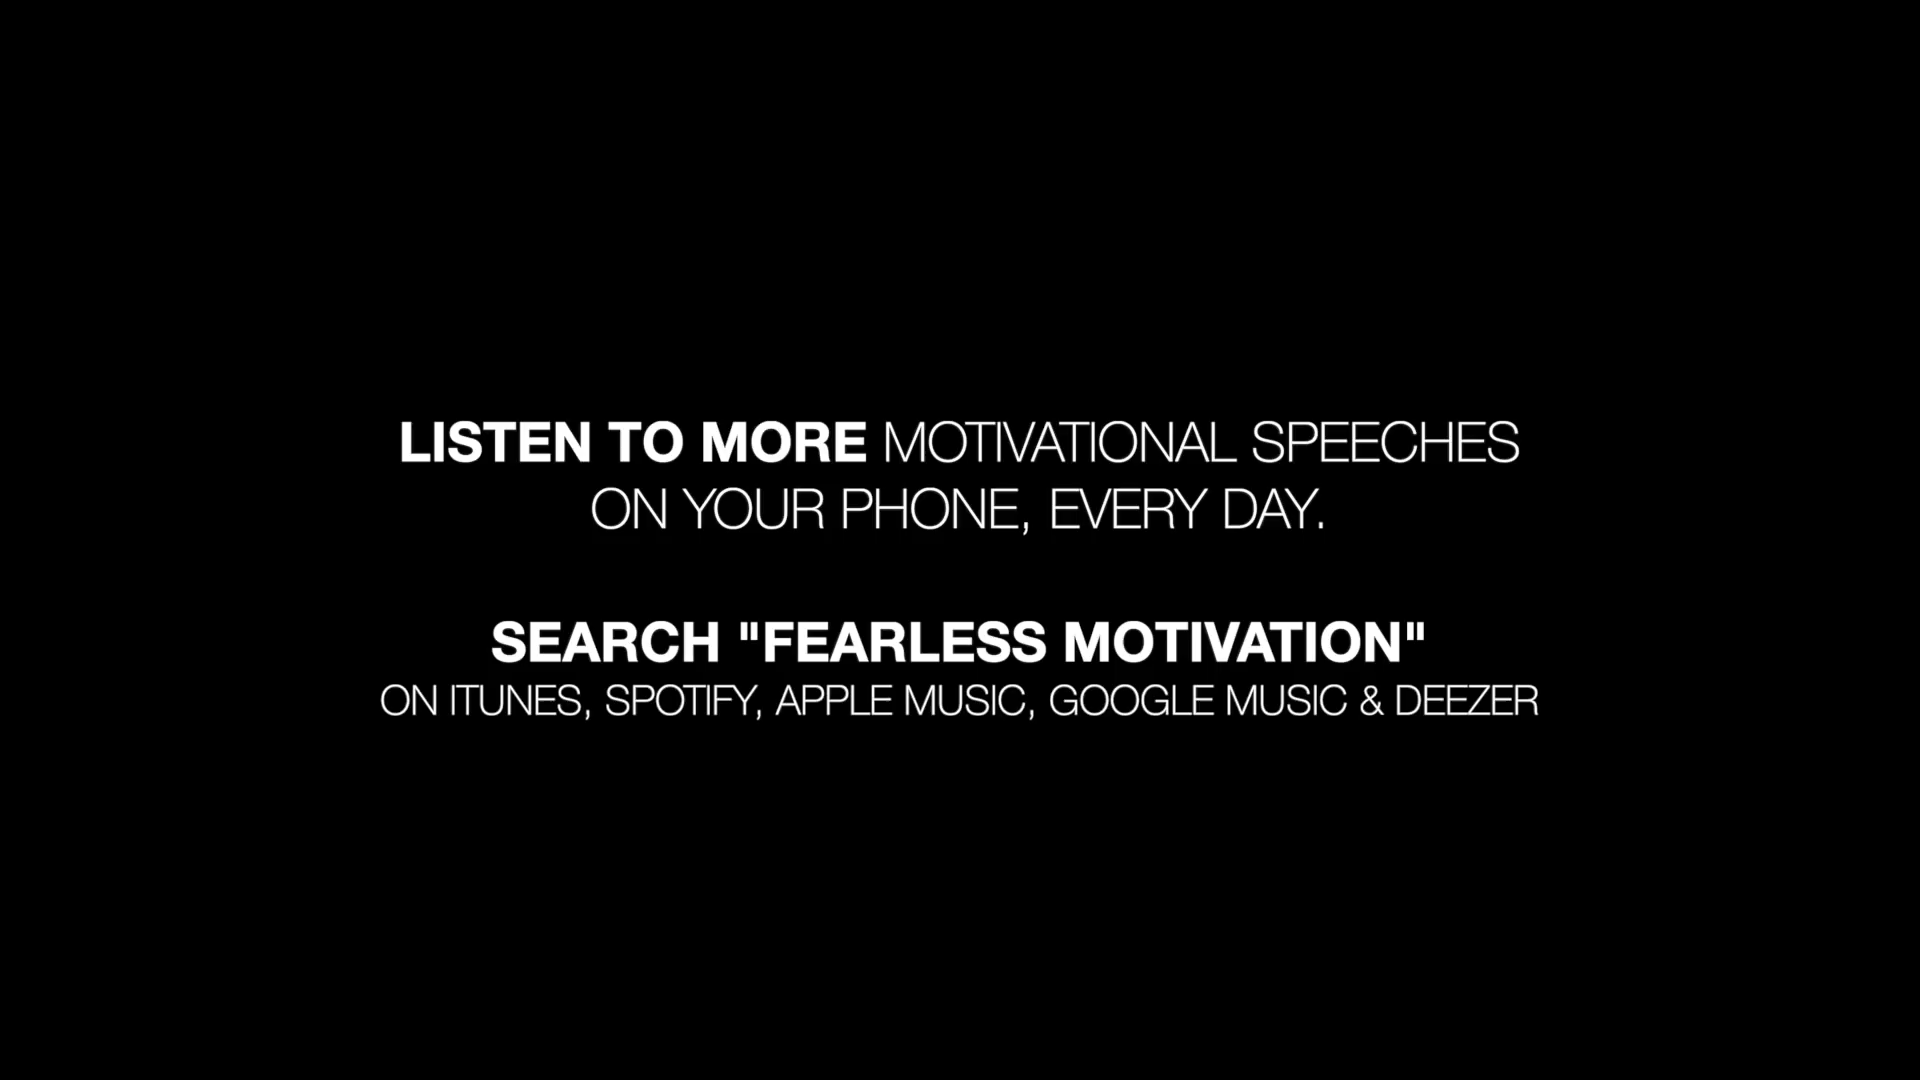 LISTEN TO MORE MOTIVATIONAL SPEECHES
ON YOUR PHONE, EVERY DAY.
SEARCH "FEARLESS MOTIVATION"
ON ITUNES, SPOTIFY, APPLE MUSIC, GOOGLE MUSIC & DEEZER